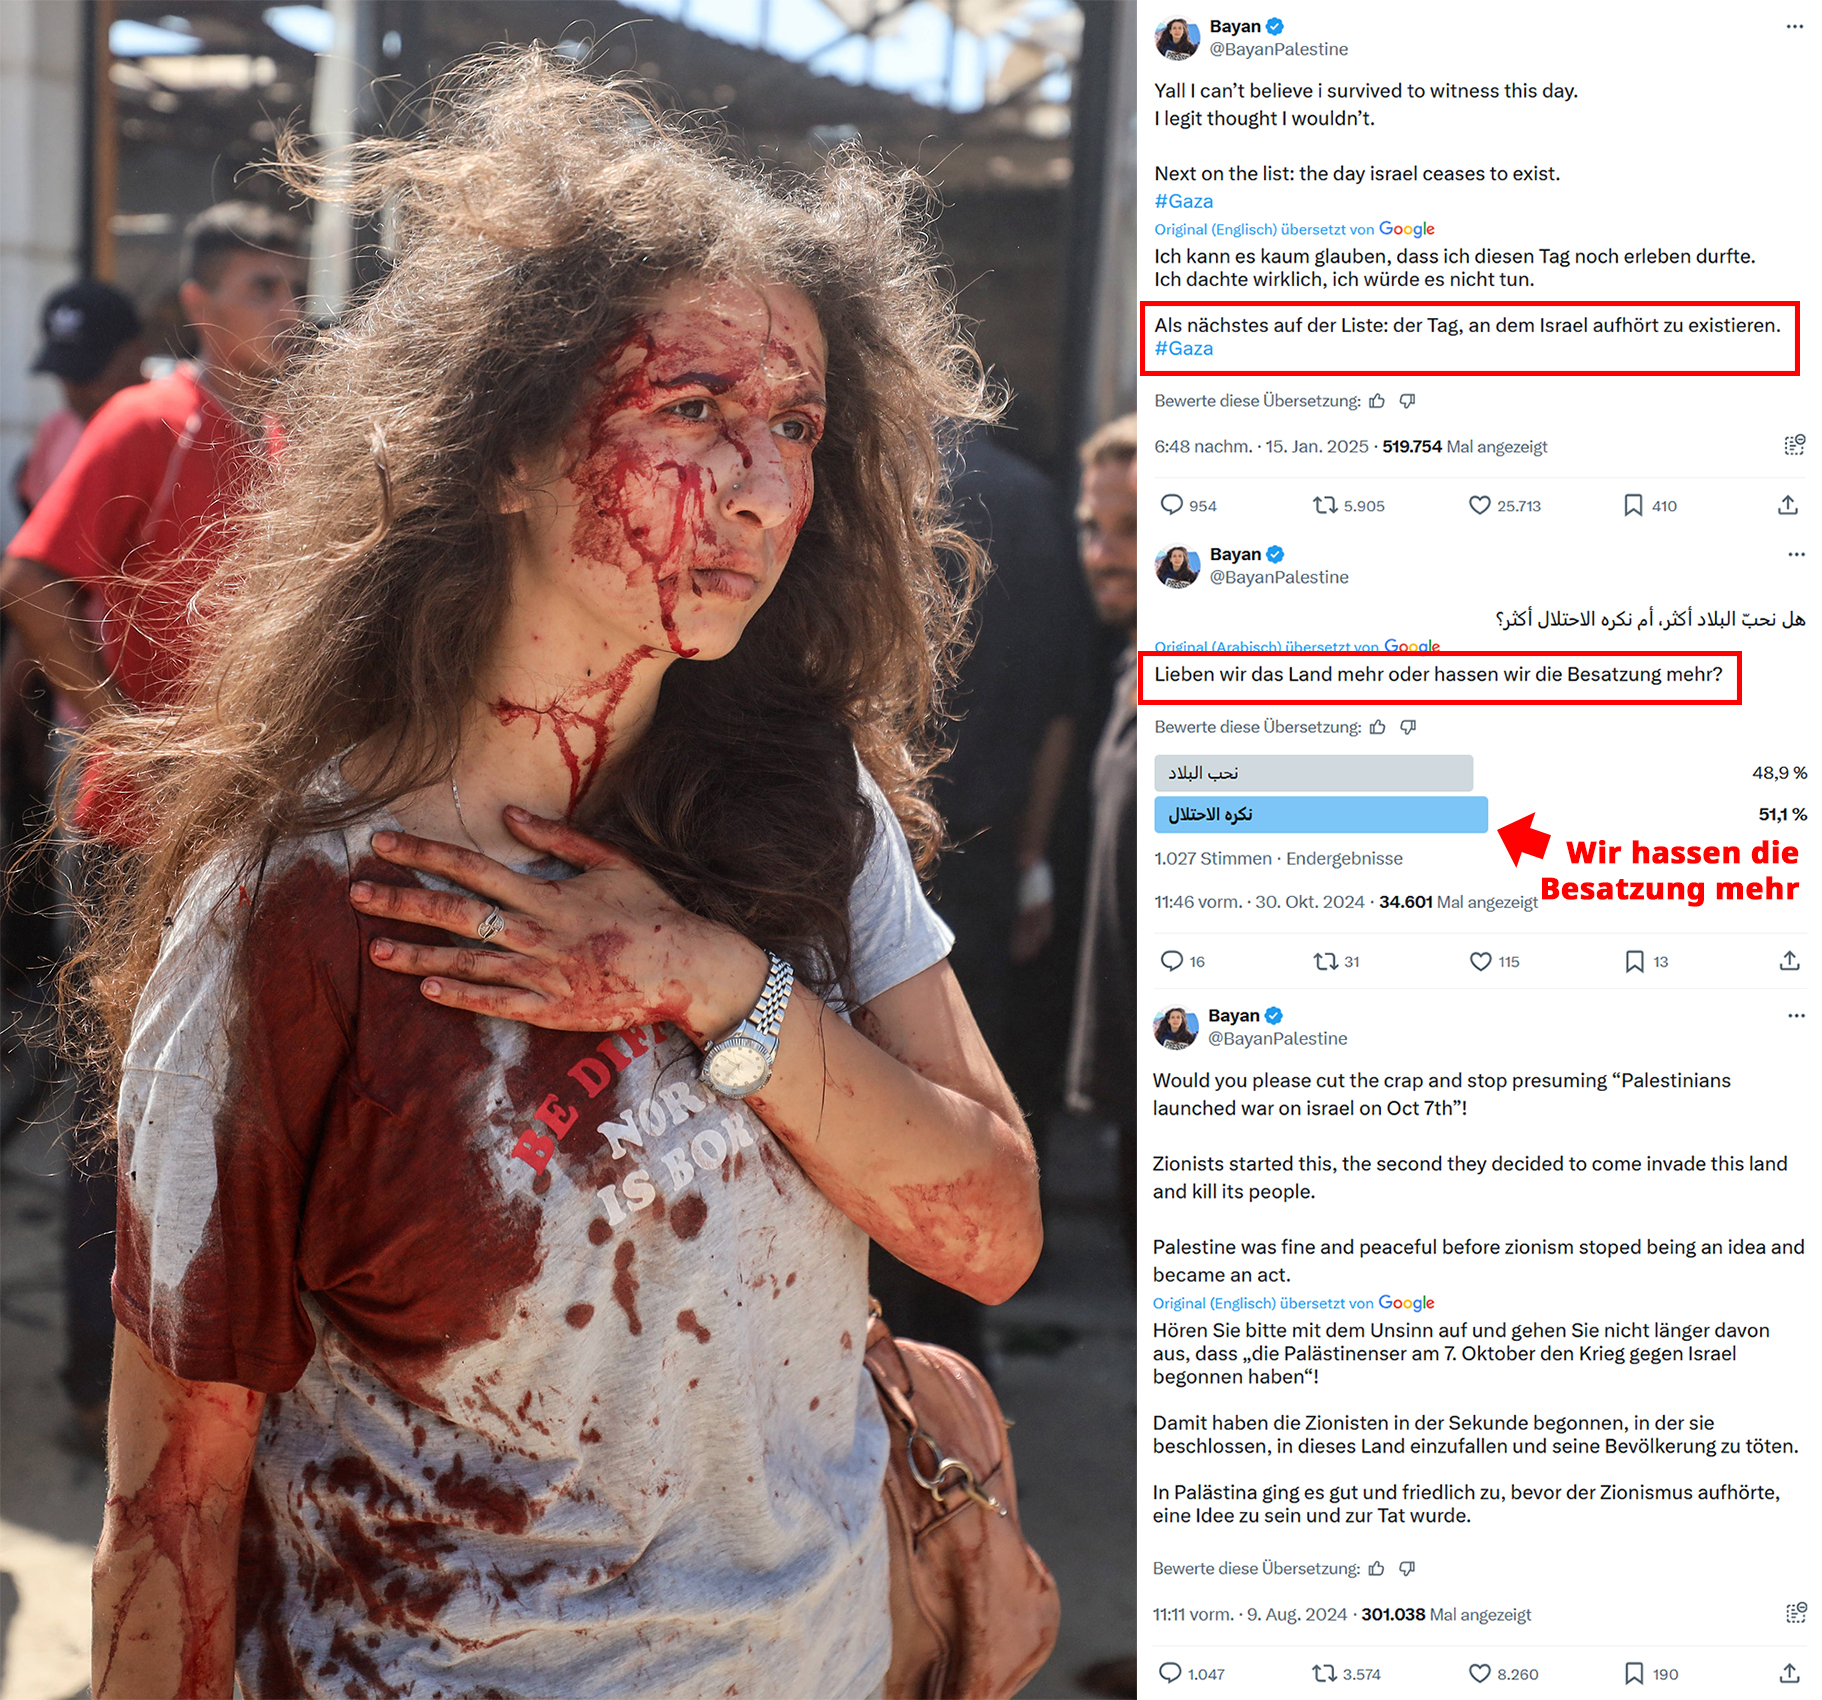 BE DIF
NOR
IS BOR
Bayan
@BayanPalestine
Yall I can't believe i survived to witness this day.
I legit thought I wouldn't.
Next on the list: the day israel ceases to exist.
#Gaza
Original (Englisch) übersetzt von Google
Ich kann es kaum glauben, dass ich diesen Tag noch erleben durfte.
Ich dachte wirklich, ich würde es nicht tun.
Als nächstes auf der Liste: der Tag, an dem Israel aufhört zu existieren.
#Gaza
Bewerte diese Übersetzung:
6:48 nachm. · 15. Jan. 2025 · 519.754 Mal angezeigt
954 5.905 25.713 410
Bayan
@BayanPalestine
هل نحبّ البلاد أكثر، أم نكره الاحتلال أكثر؟
Original (Arabisch) übersetzt von Google
Lieben wir das Land mehr oder hassen wir die Besatzung mehr?
Bewerte diese Übersetzung:
نحب البلاد 48,9 %
نكره الاحتلال 51,1 %
Wir hassen die
Besatzung mehr
1.027 Stimmen · Endergebnisse
11:46 vorm. · 30. Okt. 2024 · 34.601 Mal angezeigt
16 31 115 13
Bayan
@BayanPalestine
Would you please cut the crap and stop presuming “Palestinians
launched war on israel on Oct 7th”!
Zionists started this, the second they decided to come invade this land
and kill its people.
Palestine was fine and peaceful before zionism stoped being an idea and
became an act.
Original (Englisch) übersetzt von Google
Hören Sie bitte mit dem Unsinn auf und gehen Sie nicht länger davon
aus, dass „die Palästinenser am 7. Oktober den Krieg gegen Israel
begonnen haben“!
Damit haben die Zionisten in der Sekunde begonnen, in der sie
beschlossen, in dieses Land einzufallen und seine Bevölkerung zu töten.
In Palästina ging es gut und friedlich zu, bevor der Zionismus aufhörte,
eine Idee zu sein und zur Tat wurde.
Bewerte diese Übersetzung:
11:11 vorm. · 9. Aug. 2024 · 301.038 Mal angezeigt
1.047 3.574 8.260 190